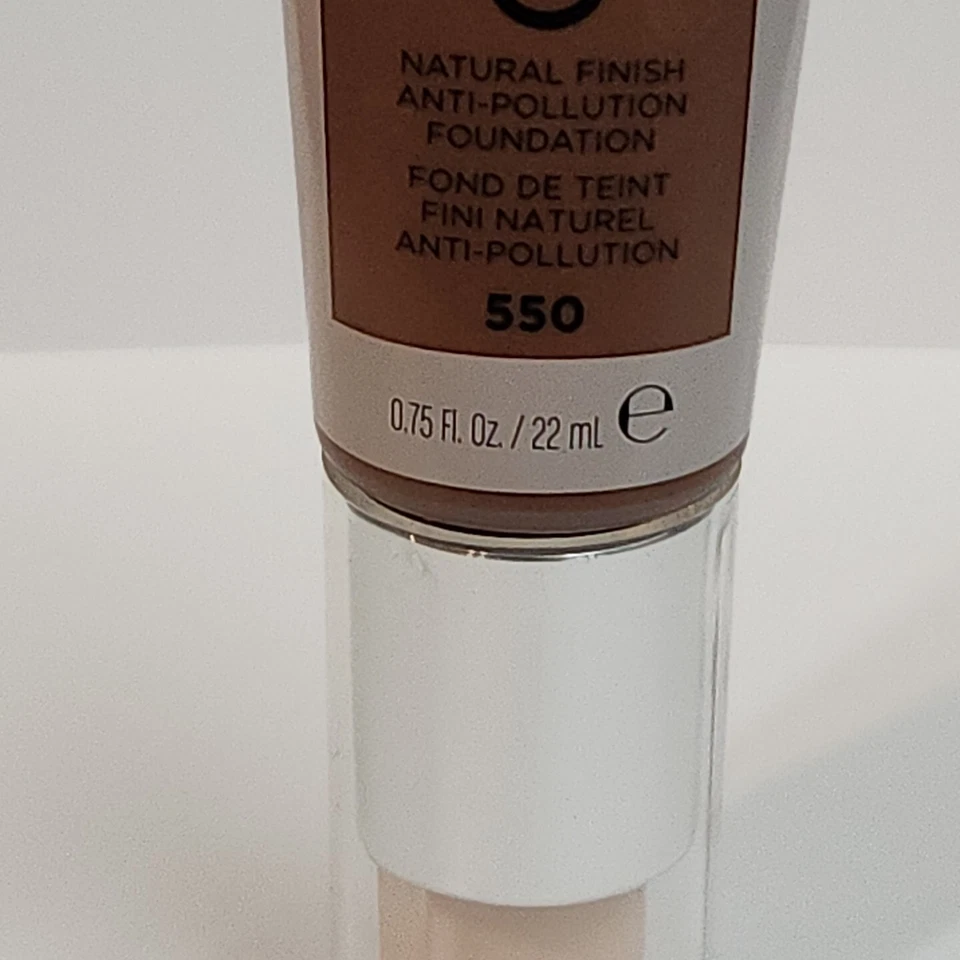 NATURAL FINISH
ANTI-POLLUTION
FOUNDATION
FOND DE TEINT
FINI NATUREL
ANTI-POLLUTION
550
0.75 Fl. Oz. / 22 mL ℮